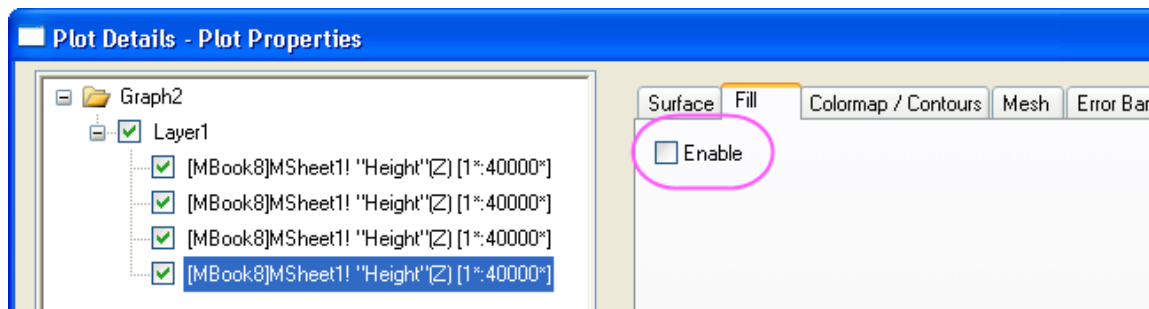 Plot Details - Plot Properties
Graph2
Layer1
[MBook8]MSheet1! "Height"(Z) [1*:40000*]
[MBook8]MSheet1! "Height"(Z) [1*:40000*]
[MBook8]MSheet1! "Height"(Z) [1*:40000*]
[MBook8]MSheet1! "Height"(Z) [1*:40000*]
Surface Fill Colormap / Contours Mesh Error Bar
Enable